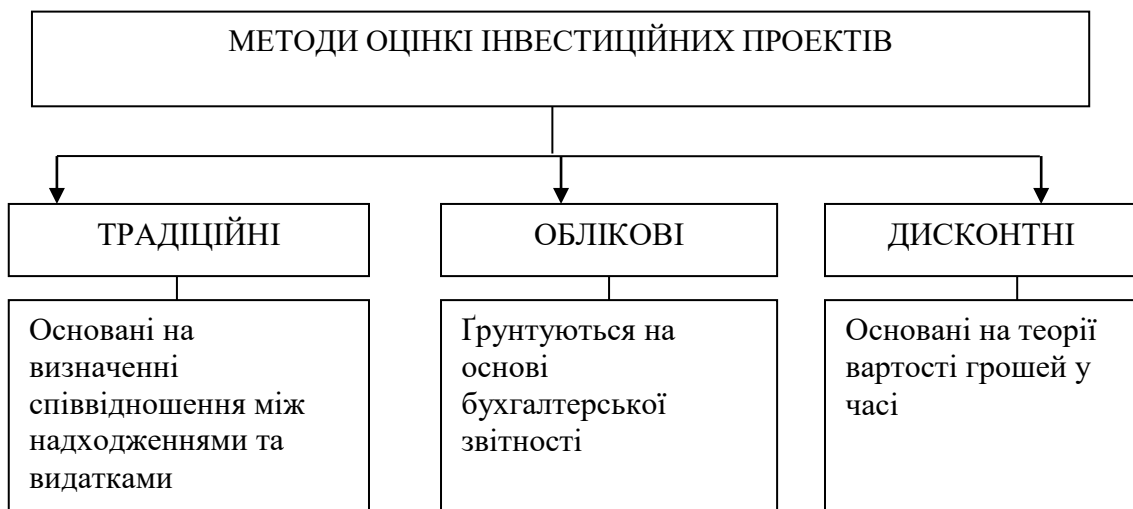 МЕТОДИ ОЦІНКІ ІНВЕСТИЦІЙНИХ ПРОЕКТІВ
ТРАДІЦІЙНІ
ОБЛІКОВІ
ДИСКОНТНІ
Основані на
визначенні
співвідношення між
надходженнями та
видатками
Ґрунтуються на
основі
бухгалтерської
звітності
Основані на теорії
вартості грошей у
часі